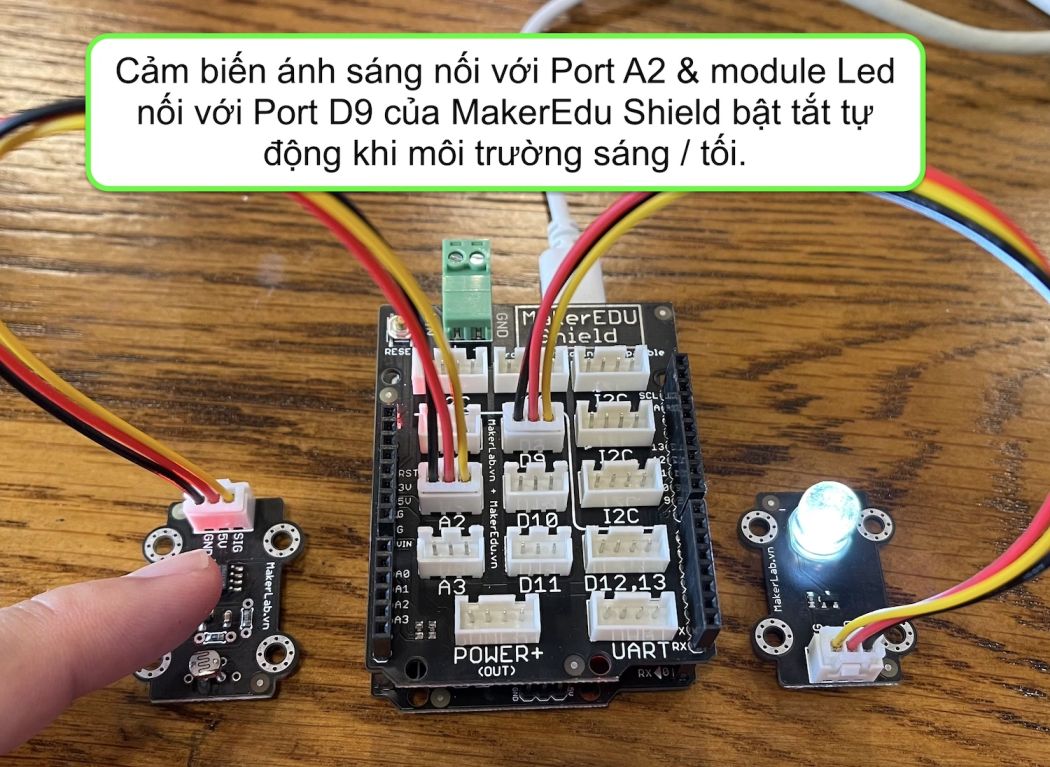 Cảm biến ánh sáng nối với Port A2 & module Led
nối với Port D9 của MakerEdu Shield bật tắt tự
động khi môi trường sáng / tối.
GND
MakerEDU
Shield
I2C
SCL
D9
I2C
MakerLab.vn + MakerEdu.vn
RST
3V
5V
G
G
VIN
A2
D10
I2C
A3
D11
D12,13
A0
A1
A2
A3
POWER+
(OUT)
UART
RX
RX
GND
5V
SIG
MakerLab.vn
MakerLab.vn